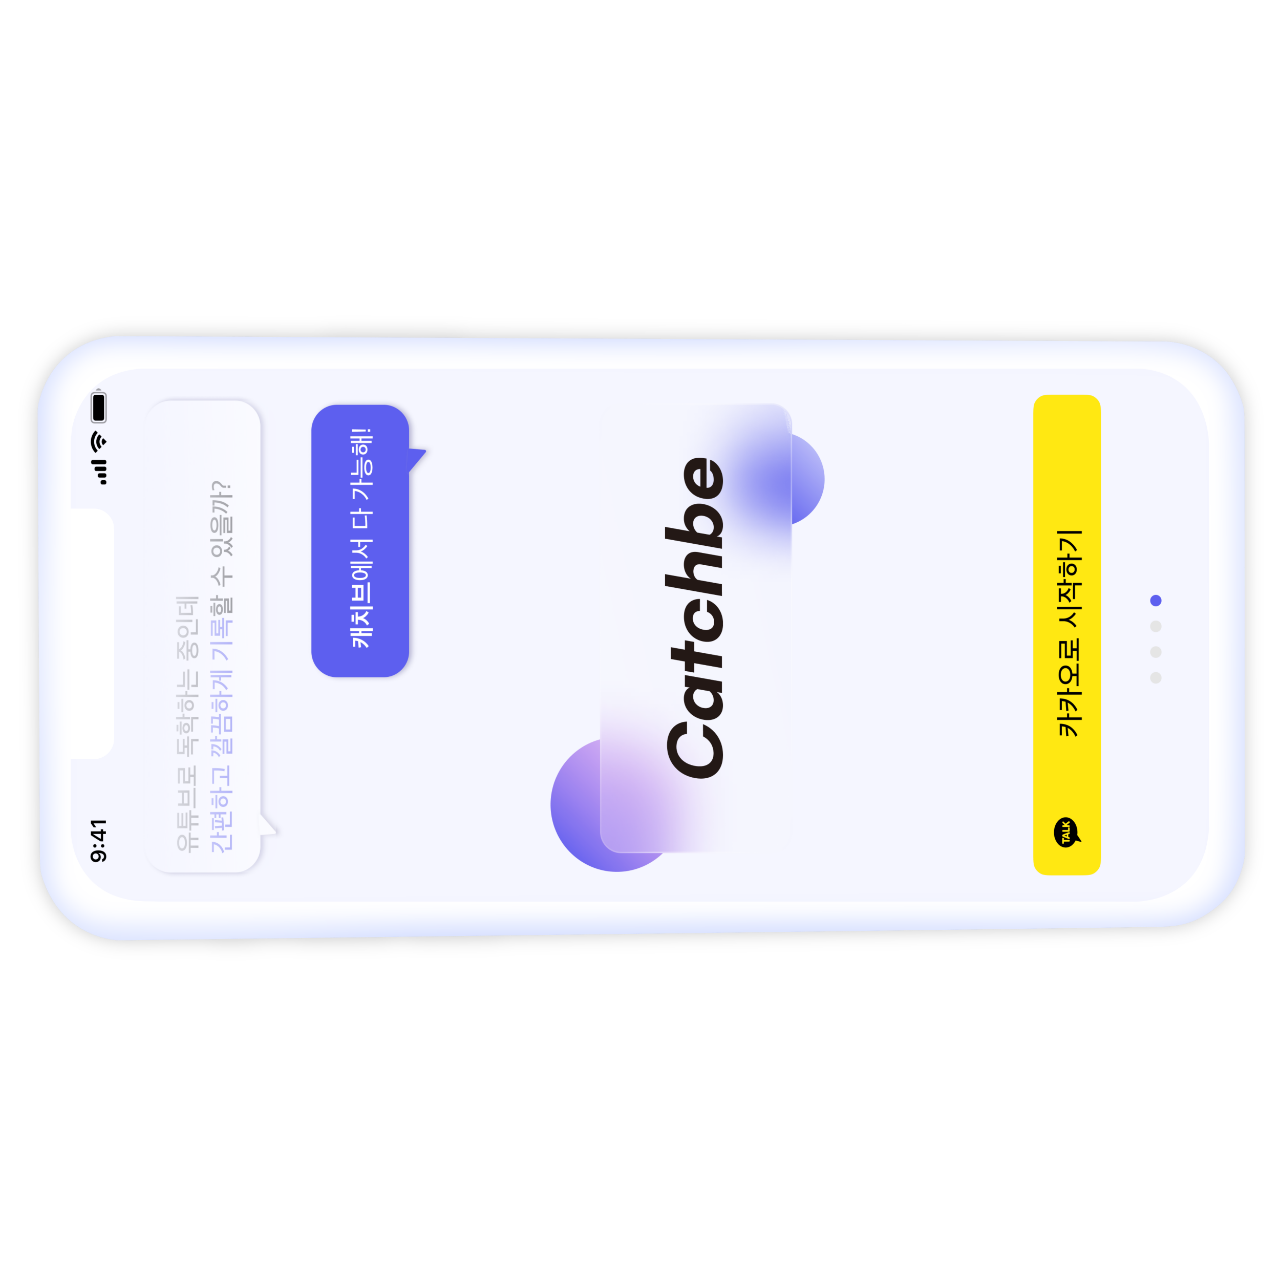 9:41
유튜브로 독학하는 중인데
간편하고 깔끔하게 기록할 수 있을까?
캐치브에서 다 가능해!
Catchbe
TALK
카카오로 시작하기